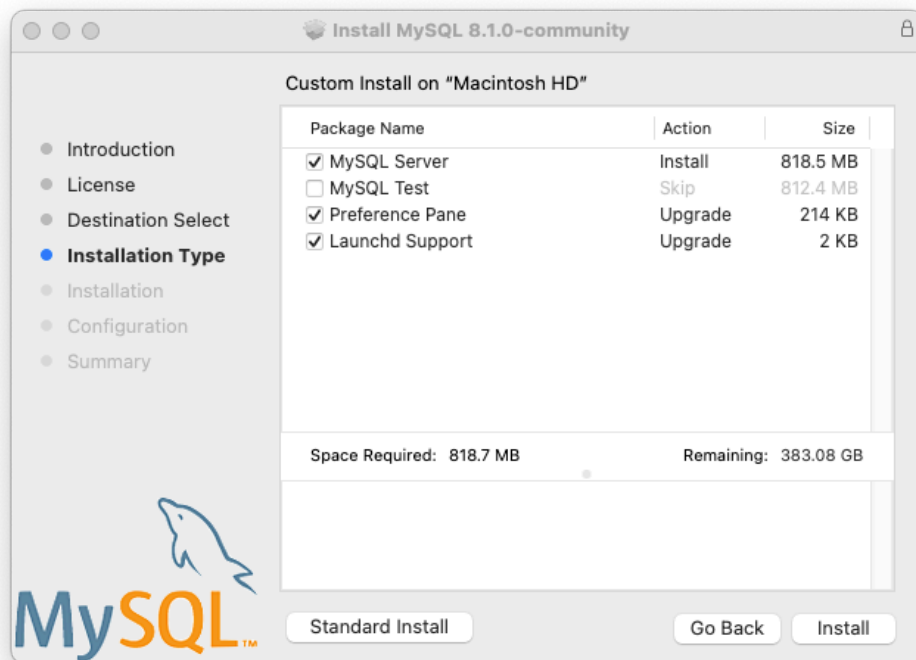 Install MySQL 8.1.0-community
Custom Install on “Macintosh HD”
Introduction
License
Destination Select
Installation Type
Installation
Configuration
Summary
Package Name Action Size
MySQL Server Install 818.5 MB
MySQL Test Skip 812.4 MB
Preference Pane Upgrade 214 KB
Launchd Support Upgrade 2 KB
Space Required: 818.7 MB Remaining: 383.08 GB
MySQL™
Standard Install Go Back Install